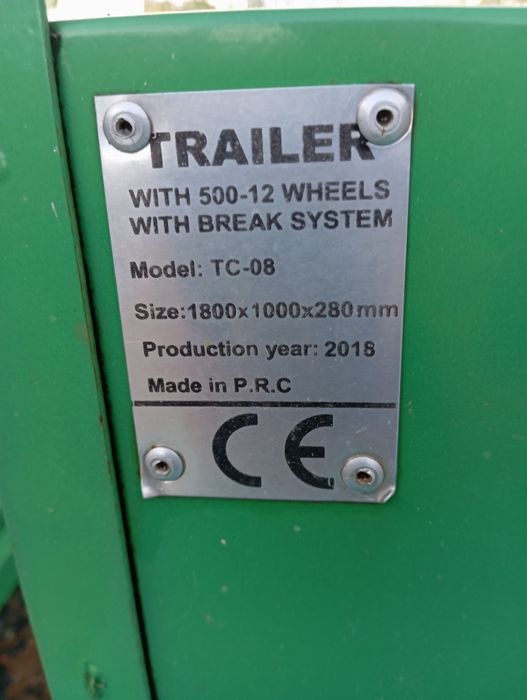 TRAILER
WITH 500-12 WHEELS
WITH BREAK SYSTEM
Model: TC-08
Size:1800x1000x280mm
Production year: 2018
Made in P.R.C
CE